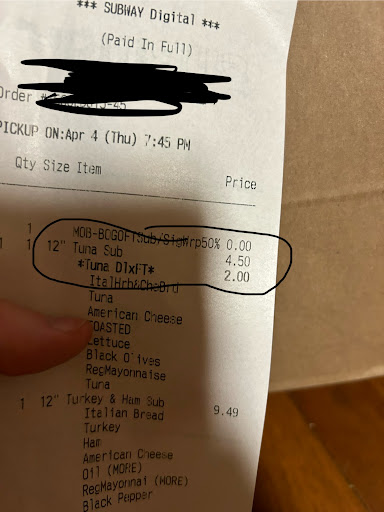 *** SUBWAY Digital ***
(Paid In Full)
Order #
PICKUP ON:Apr 4 (Thu) 7:45 PM
Qty Size Item Price
1 MOB-BOGOFTSub/SigWrp50% 0.00
1 1 12" Tuna Sub 4.50
*Tuna DlxFT* 2.00
ItalHrb&ChsBrd
Tuna
American Cheese
TOASTED
Lettuce
Black Olives
RegMayonnaise
Tuna
1 12" Turkey & Ham Sub 9.49
Italian Bread
Turkey
Ham
American Cheese
Oil (MORE)
RegMayonnai (MORE)
Black Pepper